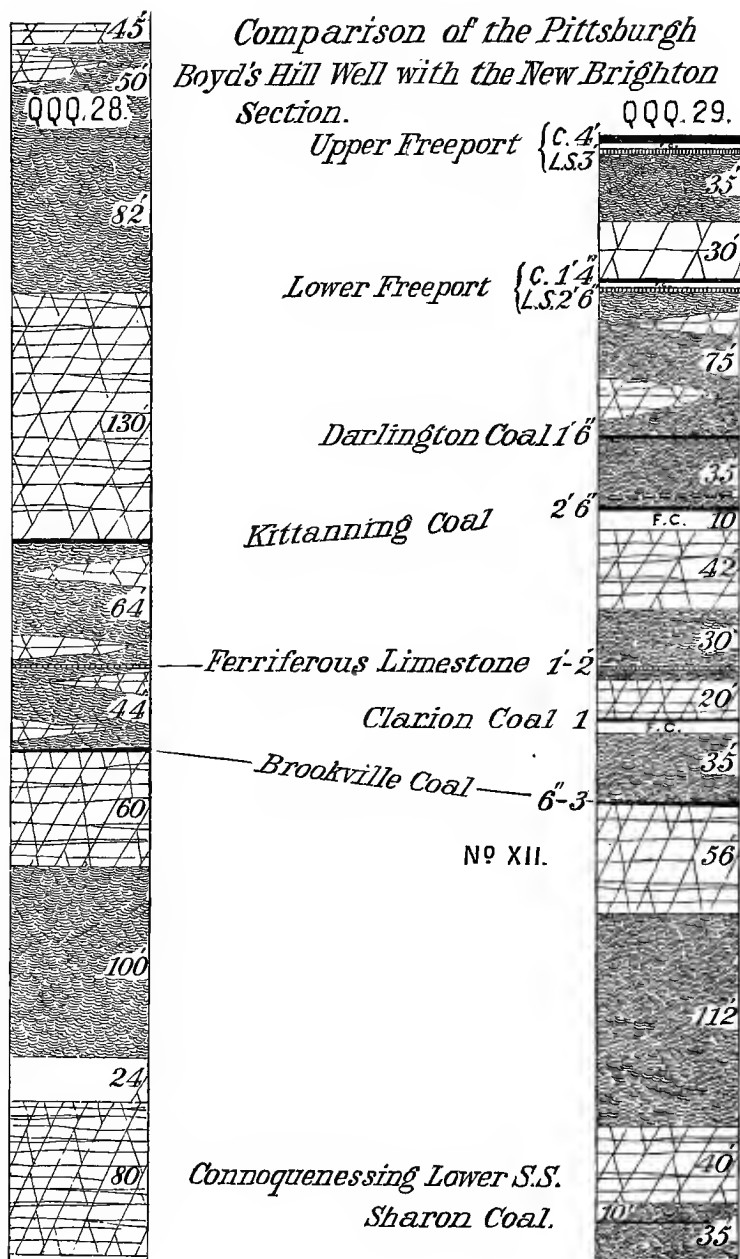 Comparison of the Pittsburgh
Boyd's Hill Well with the New Brighton
Section.
QQQ.28.
45'
50'
82'
130'
64'
44'
60
100'
24
80
QQQ.29.
Upper Freeport { C. 4'
L.S. 3'
35'
30'
Lower Freeport { C. 1' 4"
L.S. 2' 6"
75'
Darlington Coal 1' 6"
35
Kittanning Coal 2' 6"
F.C. 10
42'
30'
Ferriferous Limestone 1'-2'
20'
Clarion Coal 1
F.C.
35'
Brookville Coal 6"-3
Nº XII.
56'
112'
Connoquenessing Lower S.S.
40'
Sharon Coal.
10'
35